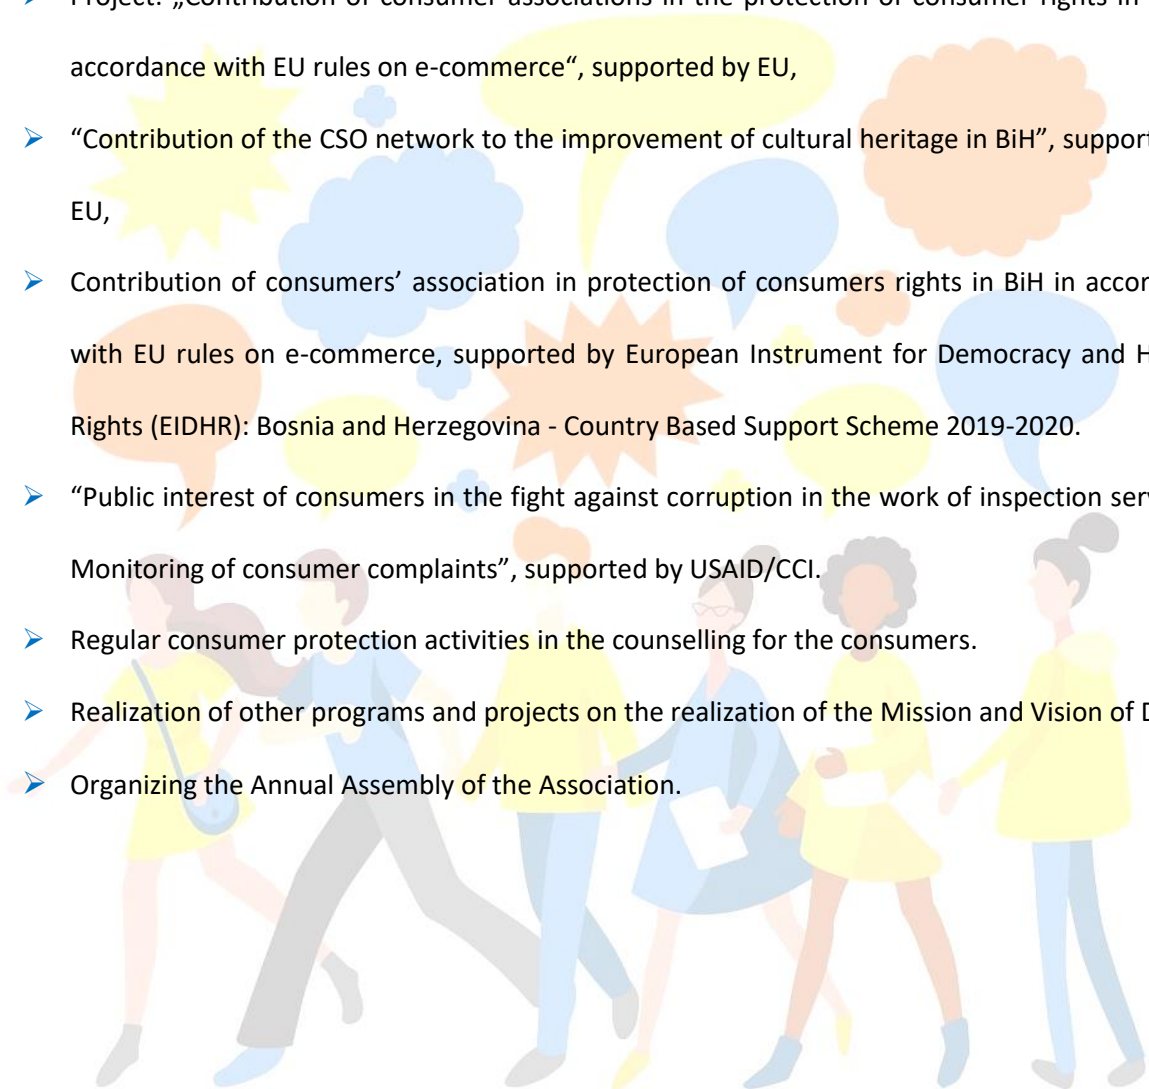 ➢ Project: „Contribution of consumer associations in the protection of consumer rights in
accordance with EU rules on e-commerce“, supported by EU,
➢ “Contribution of the CSO network to the improvement of cultural heritage in BiH”,
EU,
➢ Contribution of consumers’ association in protection of consumers rights in BiH in
with EU rules on e-commerce, supported by European Instrument for Democracy and
Rights (EIDHR): Bosnia and Herzegovina - Country Based Support Scheme 2019-2020.
➢ “Public interest of consumers in the fight against corruption in the work of inspection
Monitoring of consumer complaints”, supported by USAID/CCI.
➢ Regular consumer protection activities in the counselling for the consumers.
➢ Realization of other programs and projects on the realization of the Mission and Vision of
➢ Organizing the Annual Assembly of the Association.